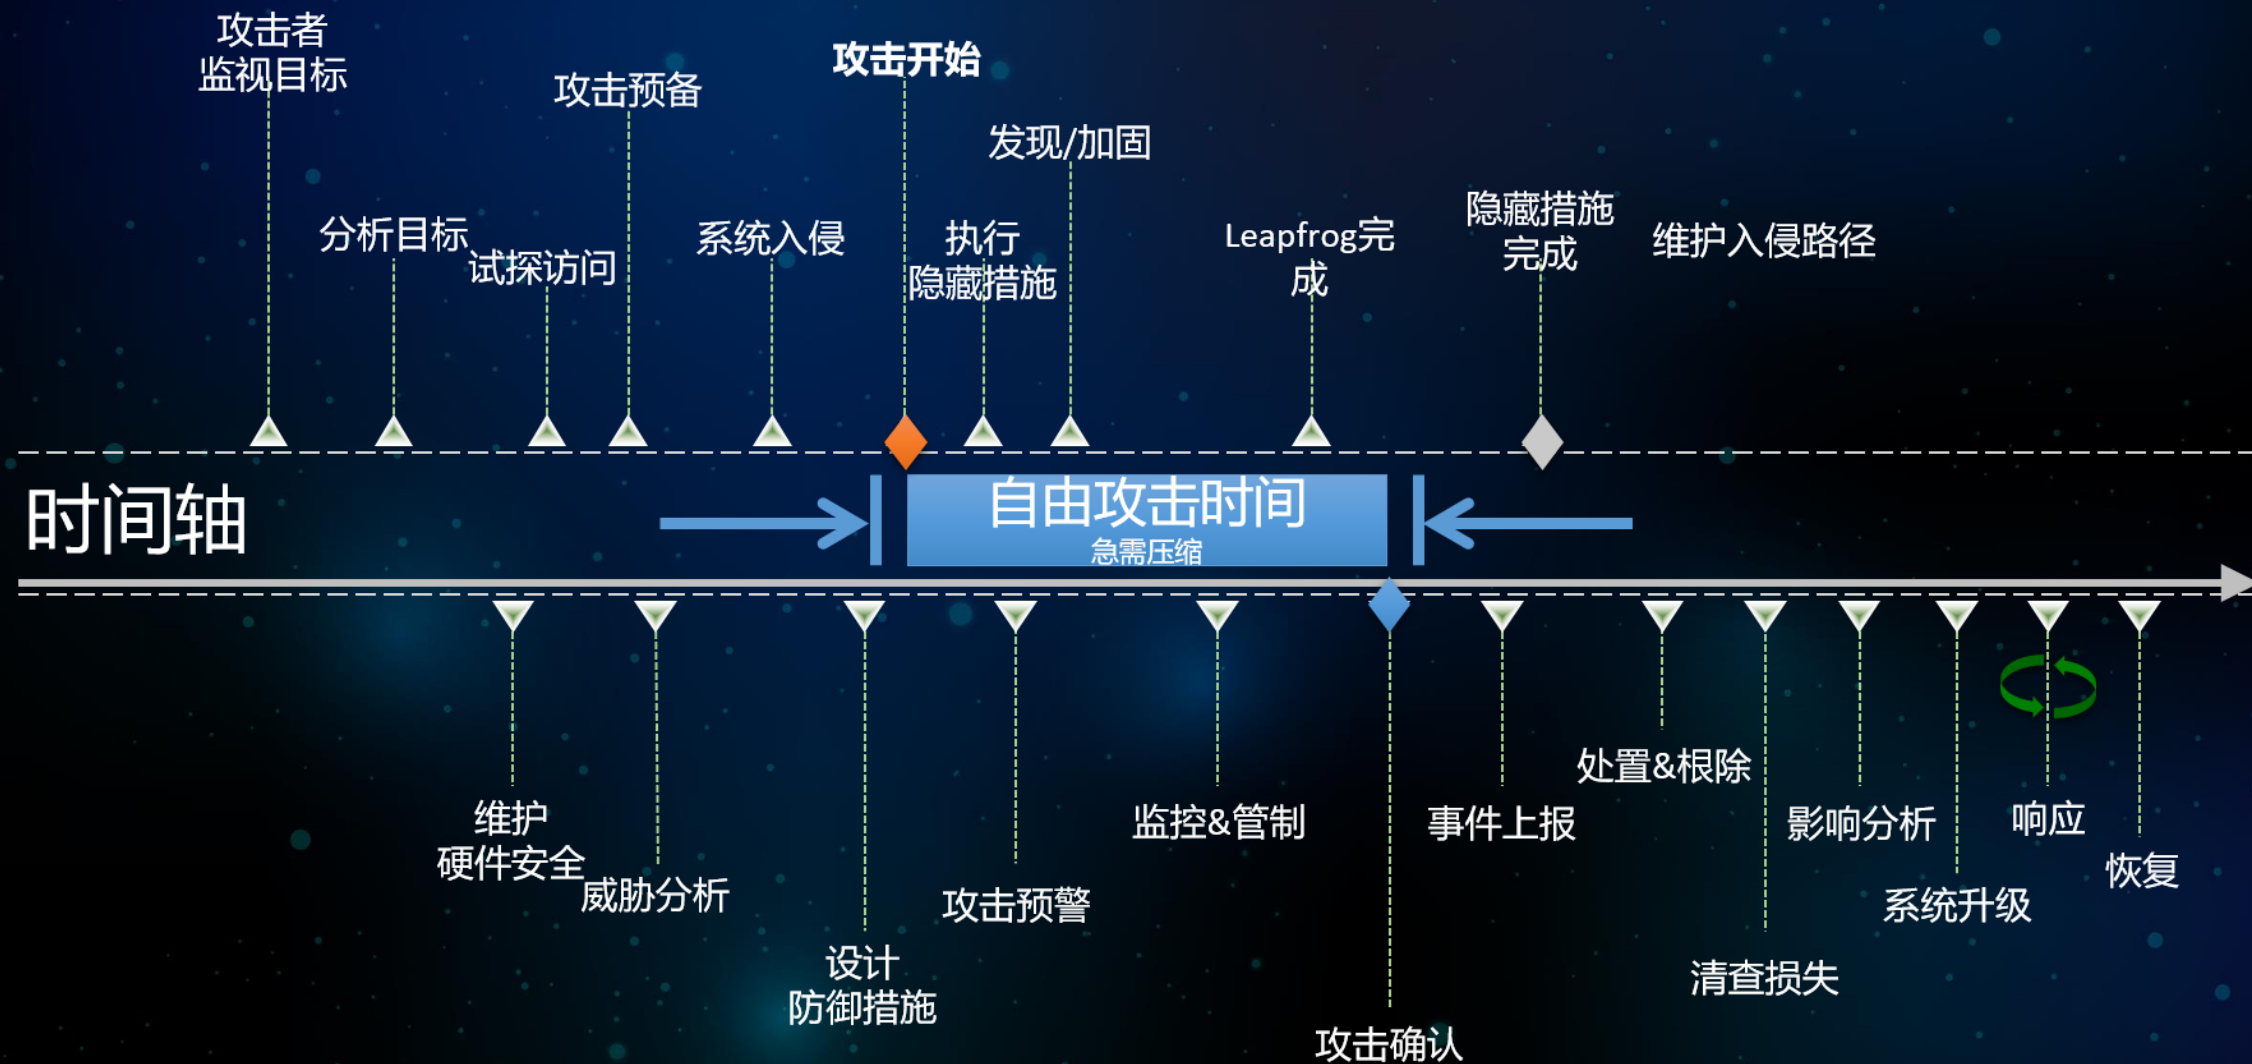 攻击者
监视目标
攻击预备
攻击开始
发现/加固
分析目标
试探访问
系统入侵
执行
隐藏措施
Leapfrog完
成
隐藏措施
完成
维护入侵路径
时间轴
自由攻击时间
急需压缩
维护
硬件安全
威胁分析
设计
防御措施
攻击预警
监控&管制
攻击确认
事件上报
处置&根除
清查损失
影响分析
系统升级
响应
恢复